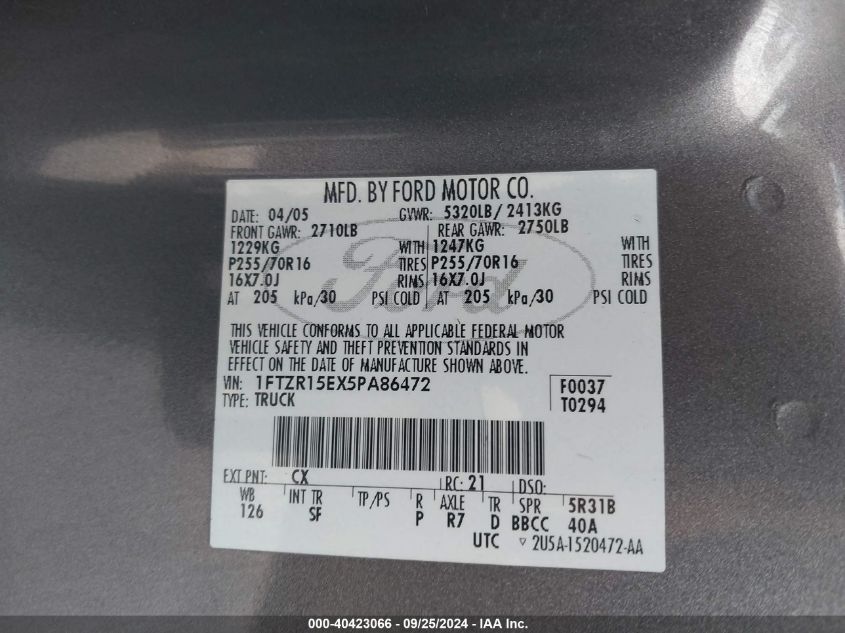 MFD. BY FORD MOTOR CO.
DATE: 04/05 GVWR: 5320LB/ 2413KG
FRONT GAWR: 2710LB REAR GAWR: 2750LB
1229KG WITH 1247KG WITH
P255/70R16 TIRES P255/70R16 TIRES
16X7.0J RIMS 16X7.0J RIMS
AT 205 kPa/30 PSI COLD AT 205 kPa/30 PSI COLD
Ford
THIS VEHICLE CONFORMS TO ALL APPLICABLE FEDERAL MOTOR
VEHICLE SAFETY AND THEFT PREVENTION STANDARDS IN
EFFECT ON THE DATE OF MANUFACTURE SHOWN ABOVE.
VIN: 1FTZR15EX5PA86472 F0037
TYPE: TRUCK T0294
EXT PNT: CX RC: 21 DSO:
WB INT TR TP/PS R AXLE TR SPR 5R31B
126 SF P R7 D BBCC 40A
UTC ▽ 2U5A-1520472-AA
000-40423066 - 09/25/2024 - IAA Inc.